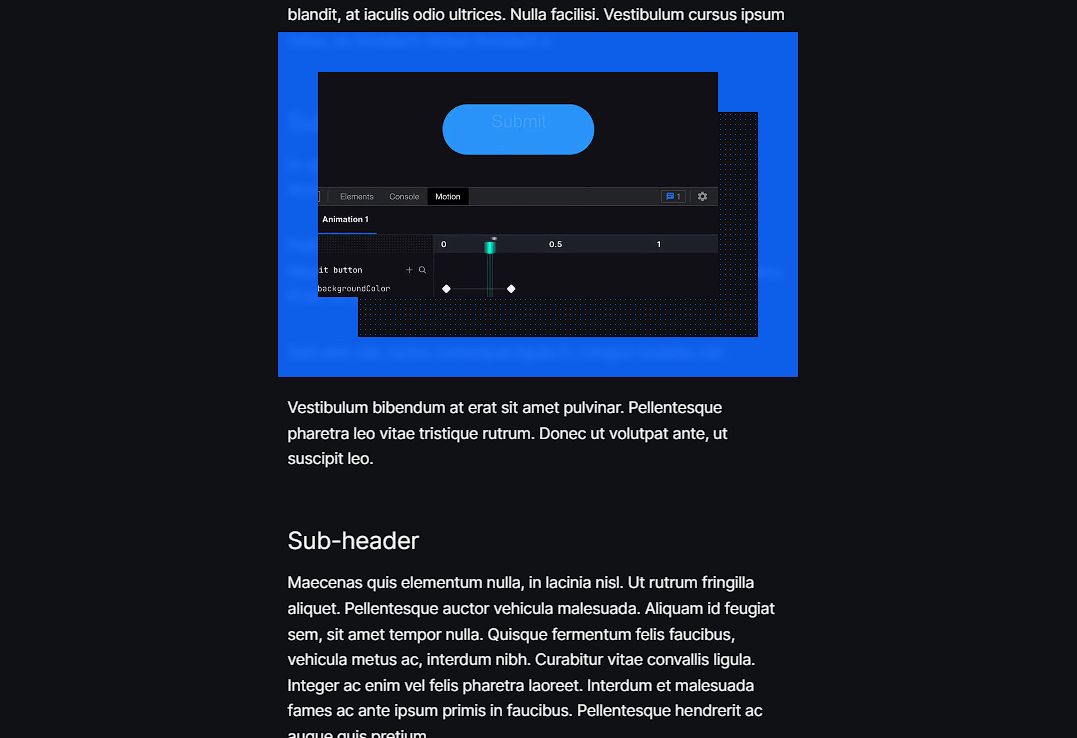 blandit, at iaculis odio ultrices. Nulla facilisi. Vestibulum cursus ipsum
Submit
Elements Console Motion 1
Animation 1
0 0.5 1
it button
backgroundColor
Vestibulum bibendum at erat sit amet pulvinar. Pellentesque
pharetra leo vitae tristique rutrum. Donec ut volutpat ante, ut
suscipit leo.
Sub-header
Maecenas quis elementum nulla, in lacinia nisl. Ut rutrum fringilla
aliquet. Pellentesque auctor vehicula malesuada. Aliquam id feugiat
sem, sit amet tempor nulla. Quisque fermentum felis faucibus,
vehicula metus ac, interdum nibh. Curabitur vitae convallis ligula.
Integer ac enim vel felis pharetra laoreet. Interdum et malesuada
fames ac ante ipsum primis in faucibus. Pellentesque hendrerit ac
augue quis pretium.